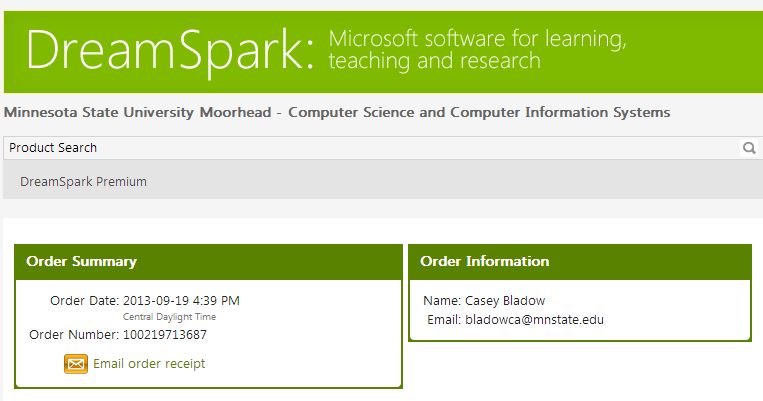 DreamSpark: Microsoft software for learning,
teaching and research
Minnesota State University Moorhead - Computer Science and Computer Information Systems
Product Search
DreamSpark Premium
Order Summary
Order Date: 2013-09-19 4:39 PM
Central Daylight Time
Order Number: 100219713687
Email order receipt
Order Information
Name: Casey Bladow
Email: bladowca@mnstate.edu